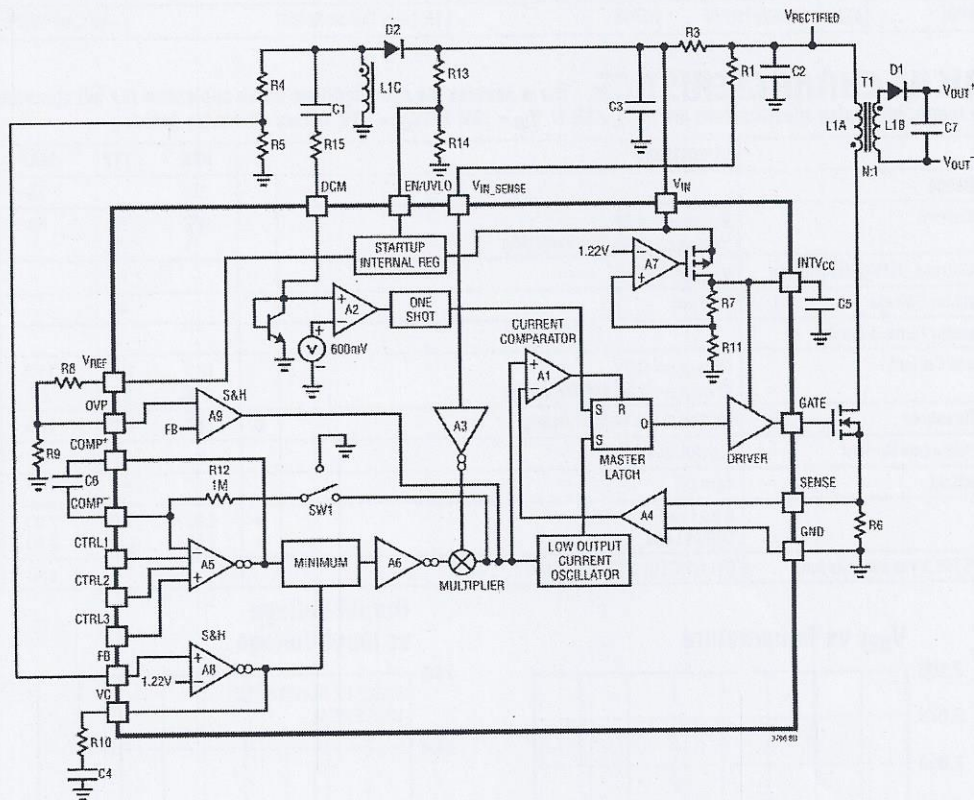 VRECTIFIED
D2
R3
R4
C1
L1C
R13
R1
C2
T1
D1
VOUT+
C3
L1A
L1B
C7
R5
R15
R14
VOUT–
N:1
DCM
EN/UVLO
VIN_SENSE
VIN
STARTUP
INTERNAL REG
1.22V
–
A7
+
INTVCC
R7
C5
+
A2
–
ONE
SHOT
CURRENT
COMPARATOR
+
V
–
600mV
R11
R8
VREF
+
A1
–
S&H
OVP
A9
FB
S
R
GATE
A3
Q
S
COMP+
R9
DRIVER
MASTER
LATCH
C6
R12
1M
COMP–
SW1
SENSE
A4
R6
CTRL1
GND
–
A5
+
MINIMUM
A6
LOW OUTPUT
CURRENT
OSCILLATOR
CTRL2
MULTIPLIER
CTRL3
S&H
FB
+
A8
1.22V
–
VC
R10
C4